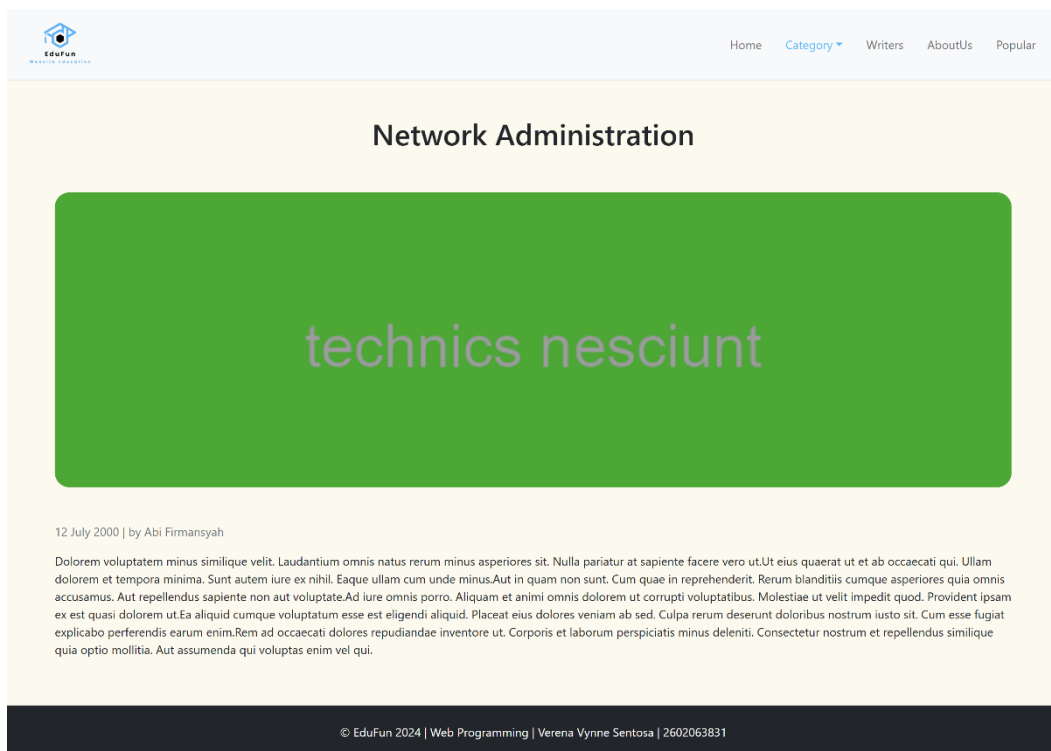 EduFun
Website Education
Home Category Writers AboutUs Popular
Network Administration
technics nesciunt
12 July 2000 | by Abi Firmansyah
Dolorem voluptatem minus similique velit. Laudantium omnis natus rerum minus asperiores sit. Nulla pariatur at sapiente facere vero ut.Ut eius quaerat ut et ab occaecati qui. Ullam
dolorem et tempora minima. Sunt autem iure ex nihil. Eaque ullam cum unde minus.Aut in quam non sunt. Cum quae in reprehenderit. Rerum blanditiis cumque asperiores quia omnis
accusamus. Aut repellendus sapiente non aut voluptate.Ad iure omnis porro. Aliquam et animi omnis dolorem ut corrupti voluptatibus. Molestiae ut velit impedit quod. Provident ipsam
ex est quasi dolorem ut.Ea aliquid cumque voluptatum esse est eligendi aliquid. Placeat eius dolores veniam ab sed. Culpa rerum deserunt doloribus nostrum iusto sit. Cum esse fugiat
explicabo perferendis earum enim.Rem ad occaecati dolores repudiandae inventore ut. Corporis et laborum perspiciatis minus deleniti. Consectetur nostrum et repellendus similique
quia optio mollitia. Aut assumenda qui voluptas enim vel qui.
© EduFun 2024 | Web Programming | Verena Vynne Sentosa | 2602063831